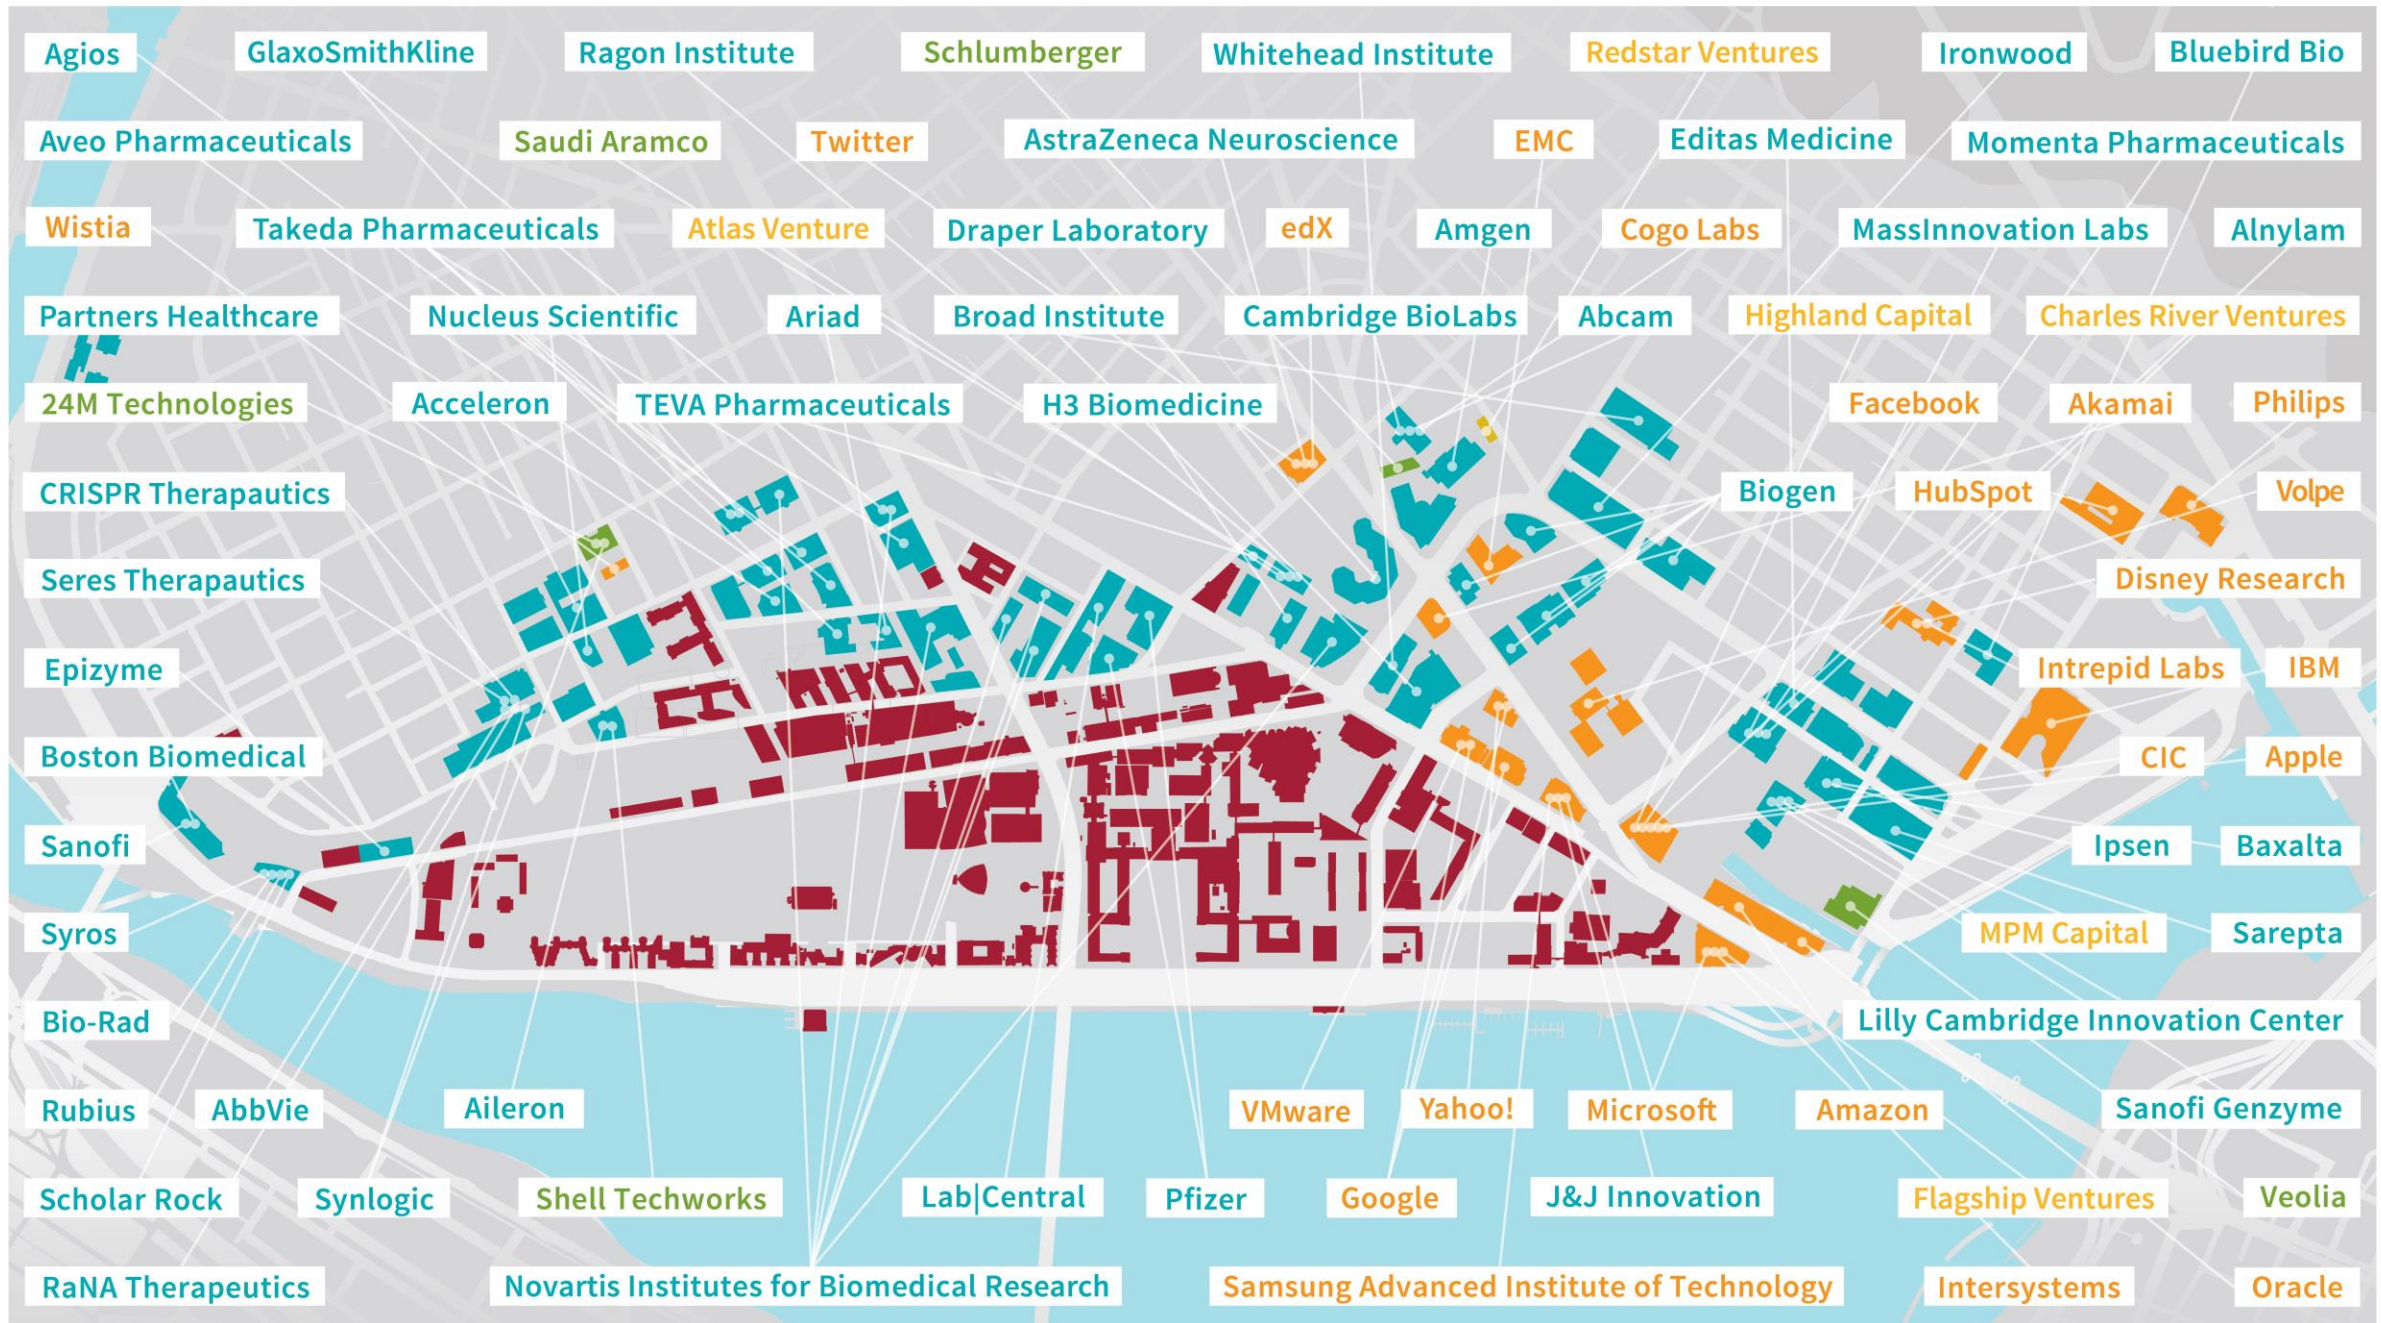 Agios
GlaxoSmithKline
Ragon Institute
Schlumberger
Whitehead Institute
Redstar Ventures
Ironwood
Bluebird Bio
Aveo Pharmaceuticals
Saudi Aramco
Twitter
AstraZeneca Neuroscience
EMC
Editas Medicine
Momenta Pharmaceuticals
Wistia
Takeda Pharmaceuticals
Atlas Venture
Draper Laboratory
edX
Amgen
Cogo Labs
MassInnovation Labs
Alnylam
Partners Healthcare
Nucleus Scientific
Ariad
Broad Institute
Cambridge BioLabs
Abcam
Highland Capital
Charles River Ventures
24M Technologies
Acceleron
TEVA Pharmaceuticals
H3 Biomedicine
Facebook
Akamai
Philips
CRISPR Therapautics
Biogen
HubSpot
Volpe
Seres Therapautics
Disney Research
Epizyme
Intrepid Labs
IBM
Boston Biomedical
CIC
Apple
Sanofi
Ipsen
Baxalta
Syros
MPM Capital
Sarepta
Bio-Rad
Lilly Cambridge Innovation Center
Rubius
AbbVie
Aileron
VMware
Yahoo!
Microsoft
Amazon
Sanofi Genzyme
Scholar Rock
Synlogic
Shell Techworks
Lab|Central
Pfizer
Google
J&J Innovation
Flagship Ventures
Veolia
RaNA Therapeutics
Novartis Institutes for Biomedical Research
Samsung Advanced Institute of Technology
Intersystems
Oracle